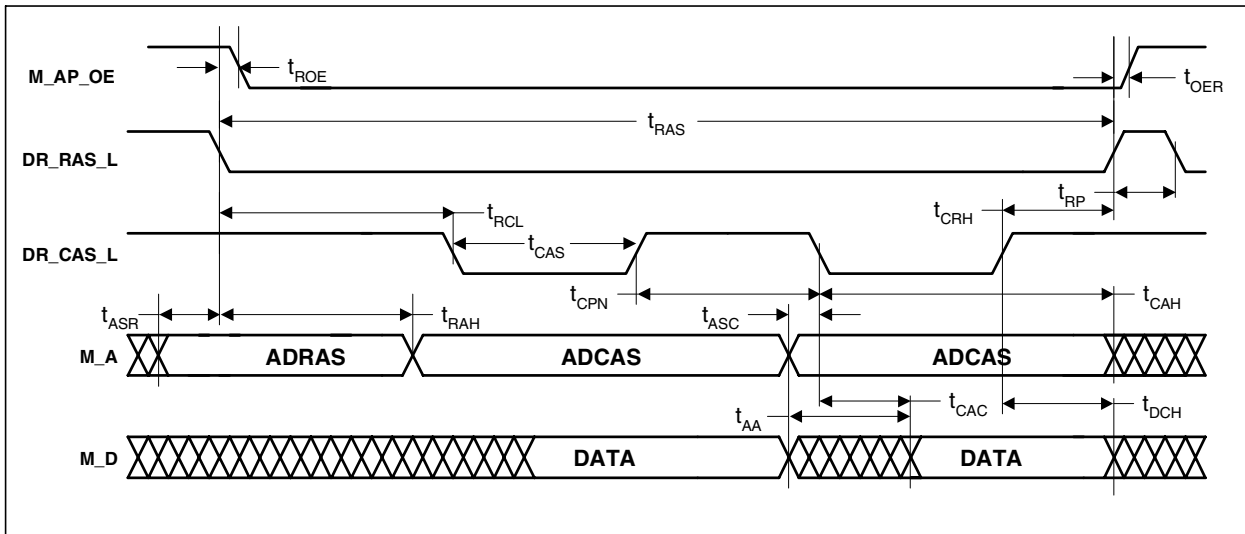 M_AP_OE
tROE
tOER
tRAS
DR_RAS_L
tRP
tRCL
tCRH
DR_CAS_L
tCAS
tCPN
tCAH
tASR
tRAH
tASC
M_A
ADRAS
ADCAS
ADCAS
tAA
tCAC
tDCH
M_D
DATA
DATA